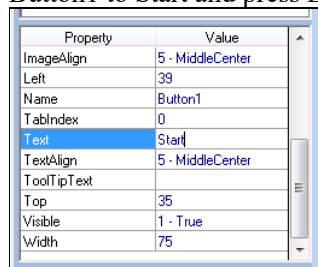 Button1 to Start and press
Property Value
ImageAlign 5 - MiddleCenter
Left 39
Name Button1
TabIndex 0
Text Start
TextAlign 5 - MiddleCenter
ToolTipText
Top 35
Visible 1 - True
Width 75